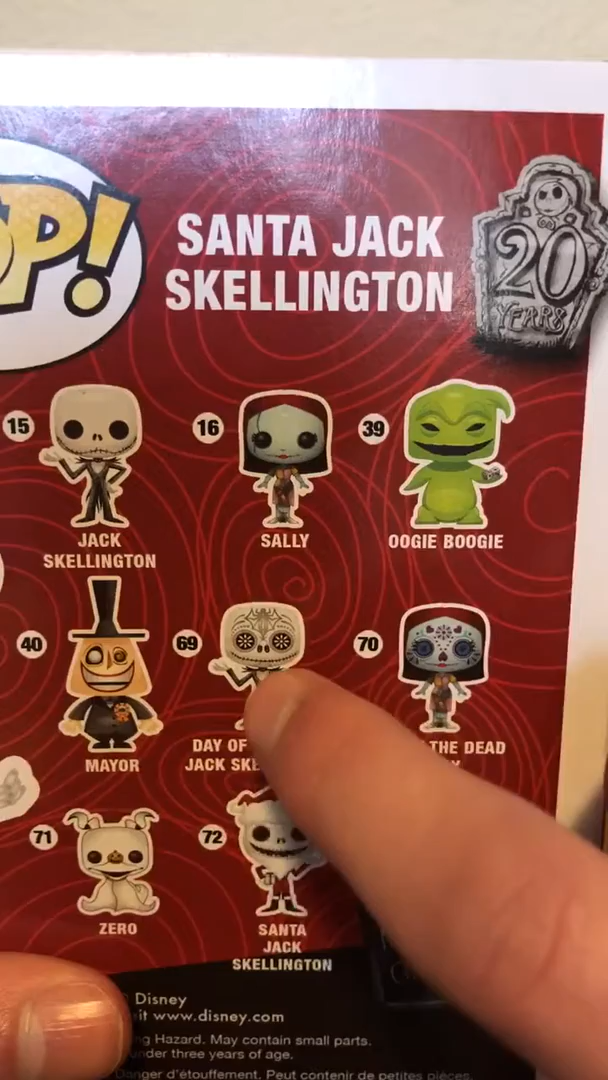 P!
SANTA JACK
SKELLINGTON
20
YEARS
15
16
39
JACK
SKELLINGTON
SALLY
OOGIE BOOGIE
40
69
70
MAYOR
DAY OF
JACK SKE
THE DEAD
Y
71
72
ZERO
SANTA
JACK
SKELLINGTON
Disney
it www.disney.com
ng Hazard. May contain small parts.
under three years of age.
Danger d'étouffement. Peut contenir de petites pièces.